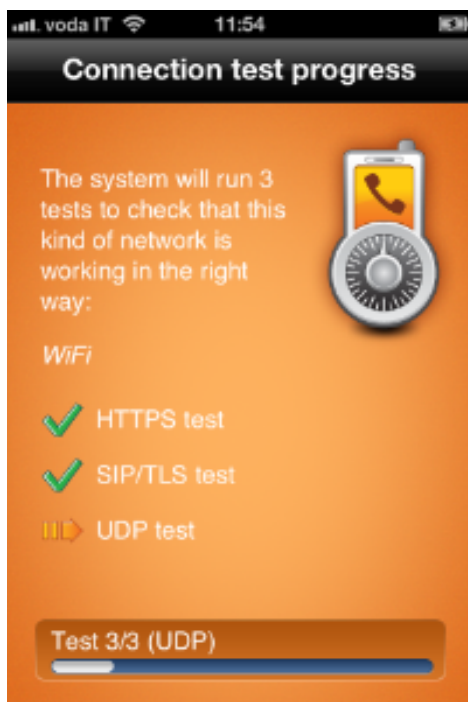 voda IT 11:54
Connection test progress
The system will run 3
tests to check that this
kind of network is
working in the right
way:
WiFi
HTTPS test
SIP/TLS test
UDP test
Test 3/3 (UDP)